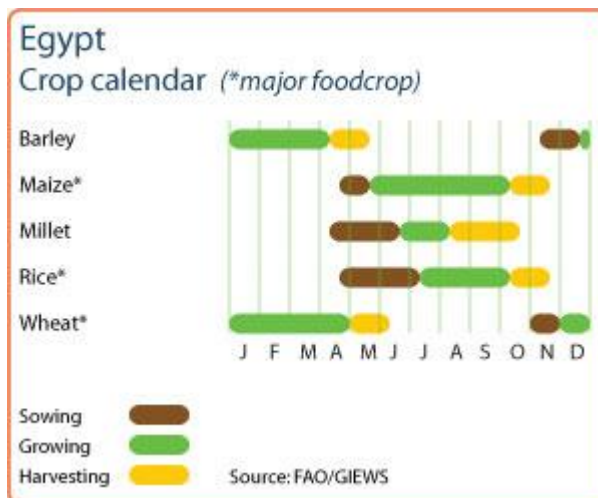 Egypt
Crop calendar (*major foodcrop)
Barley
Maize*
Millet
Rice*
Wheat*
J F M A M J J A S O N D
Sowing
Growing
Harvesting
Source: FAO/GIEWS